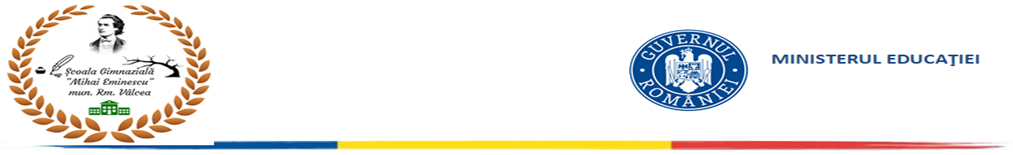 Școala Gimnazială
"Mihai Eminescu"
mun. Rm. Vâlcea
GUVERNUL
ROMÂNIEI
MINISTERUL EDUCAȚIEI